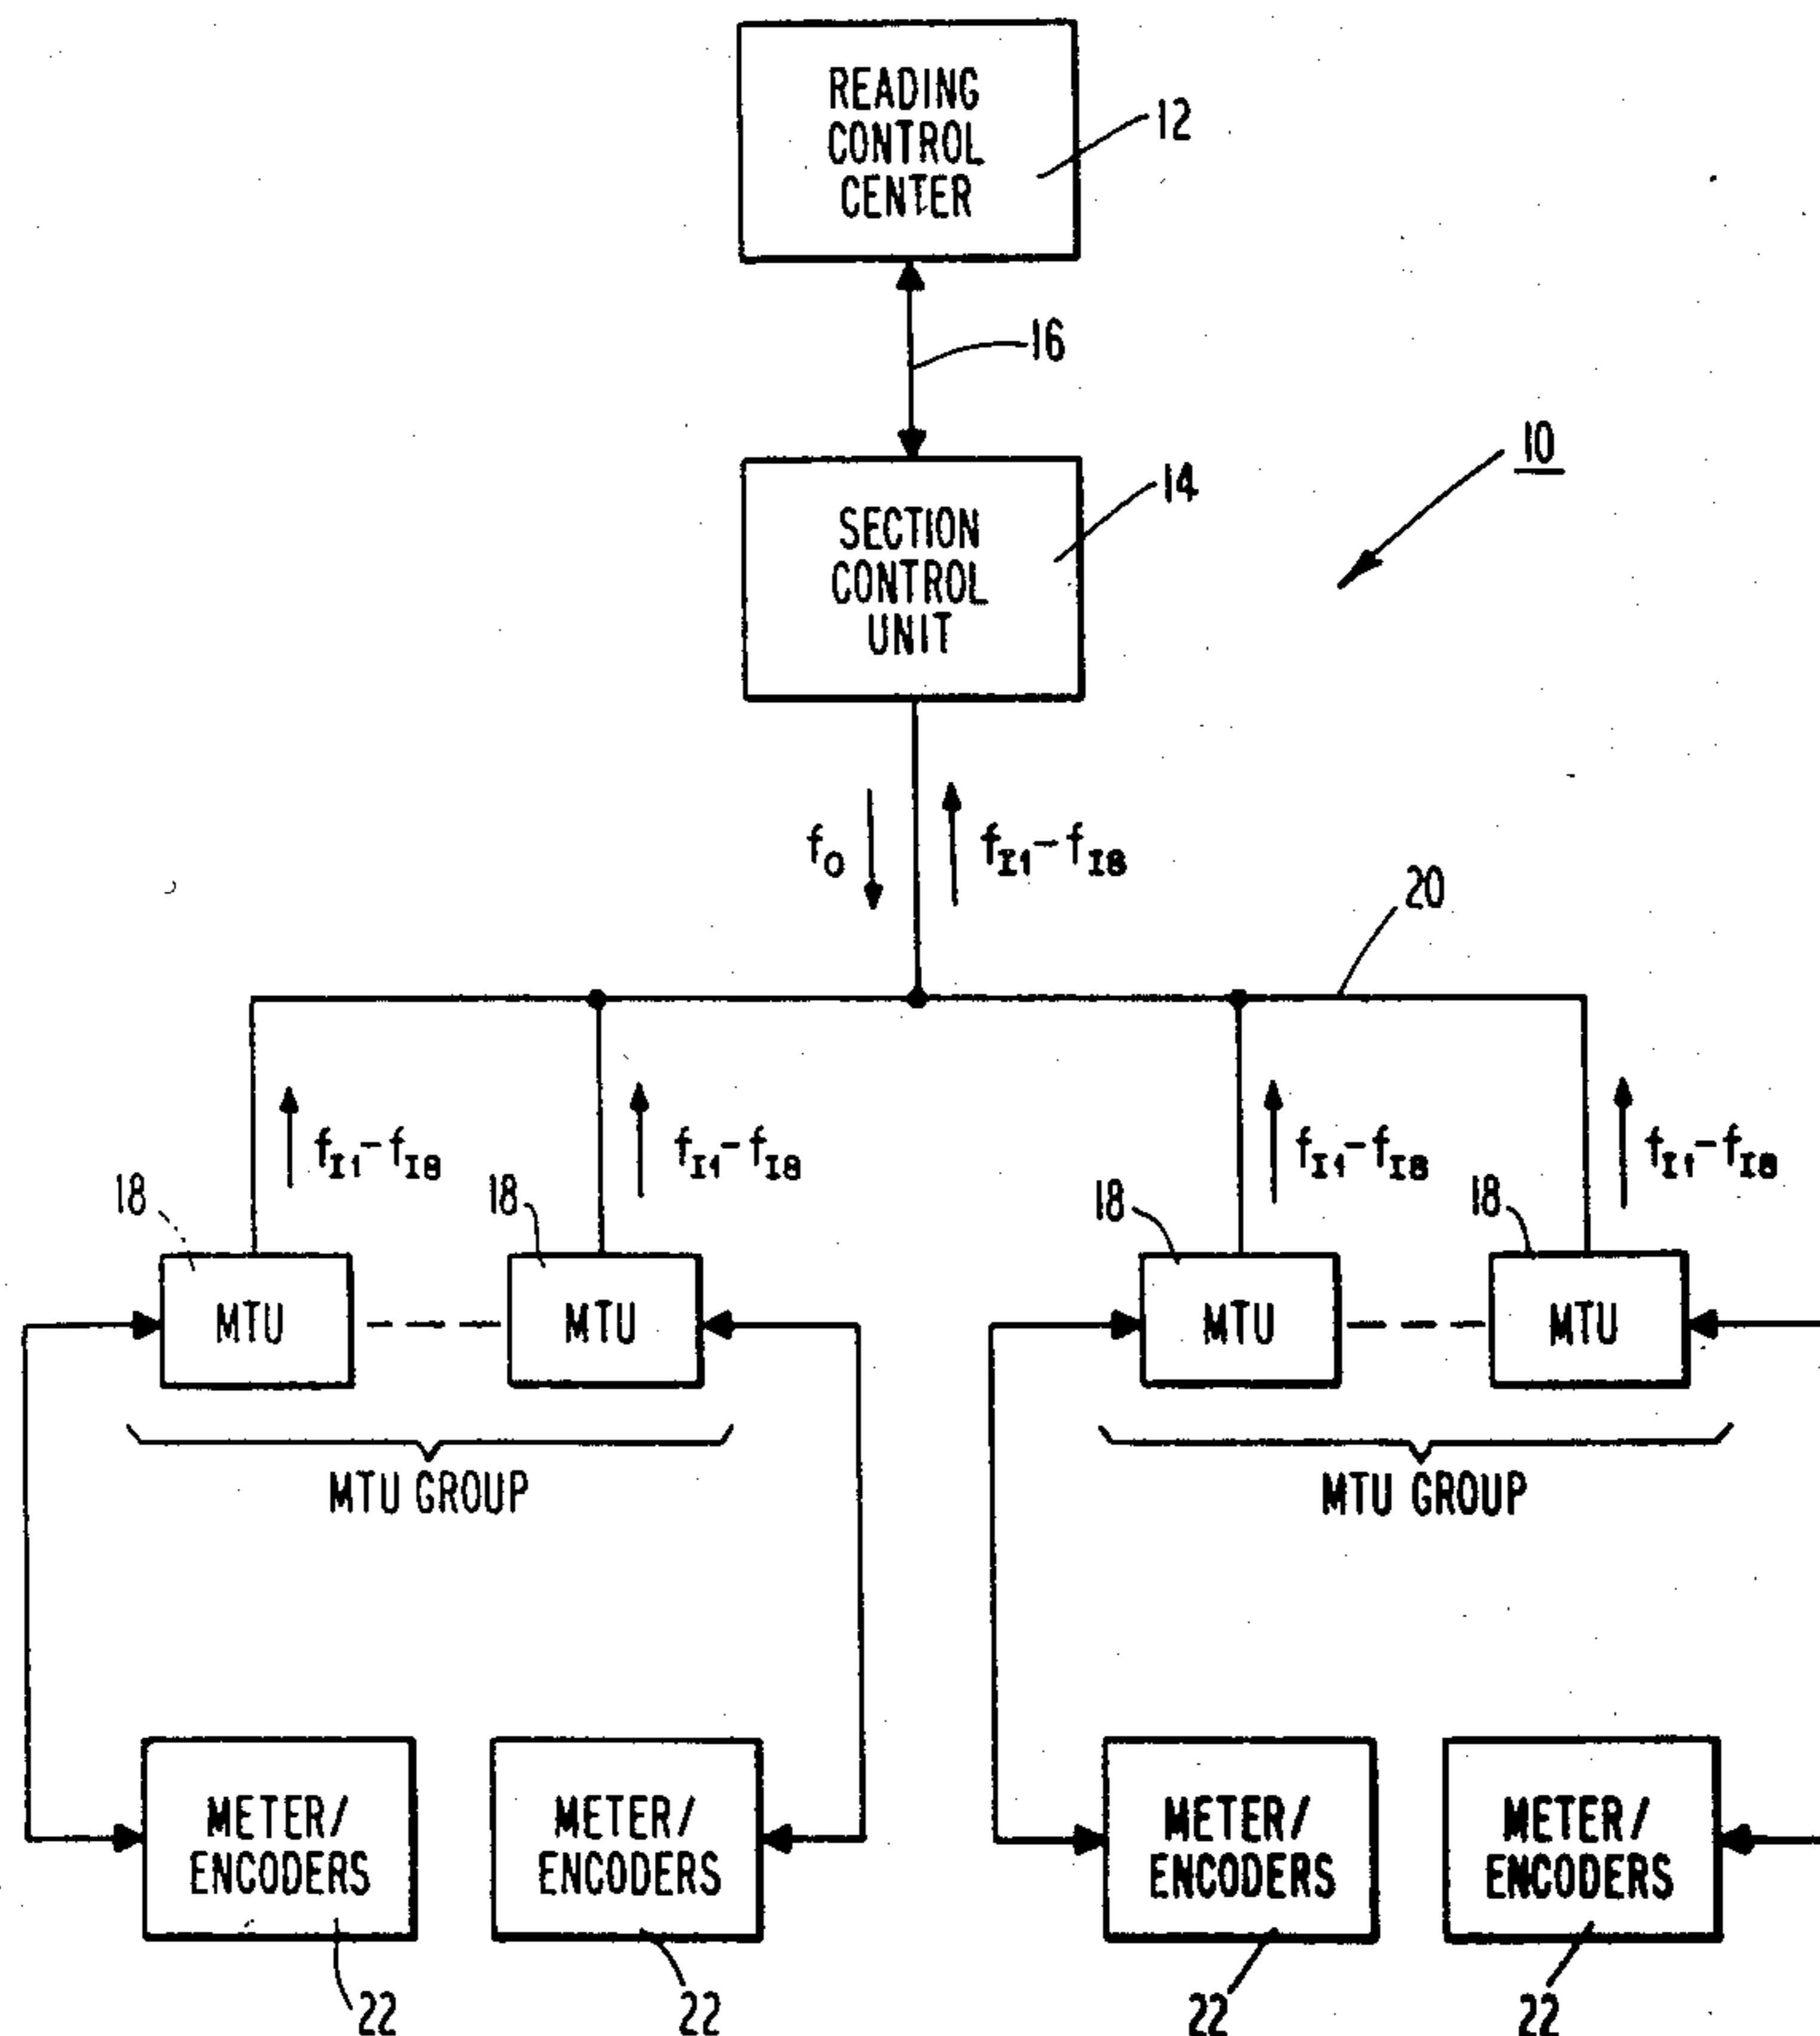 READING
CONTROL
CENTER
12
16
10
SECTION
CONTROL
UNIT
14
fO
fI1-fI8
20
fI1-fI8
fI1-fI8
fI1-fI8
fI1-fI8
18
18
18
18
MTU
MTU
MTU
MTU
MTU GROUP
MTU GROUP
METER/
ENCODERS
METER/
ENCODERS
METER/
ENCODERS
METER/
ENCODERS
22
22
22
22